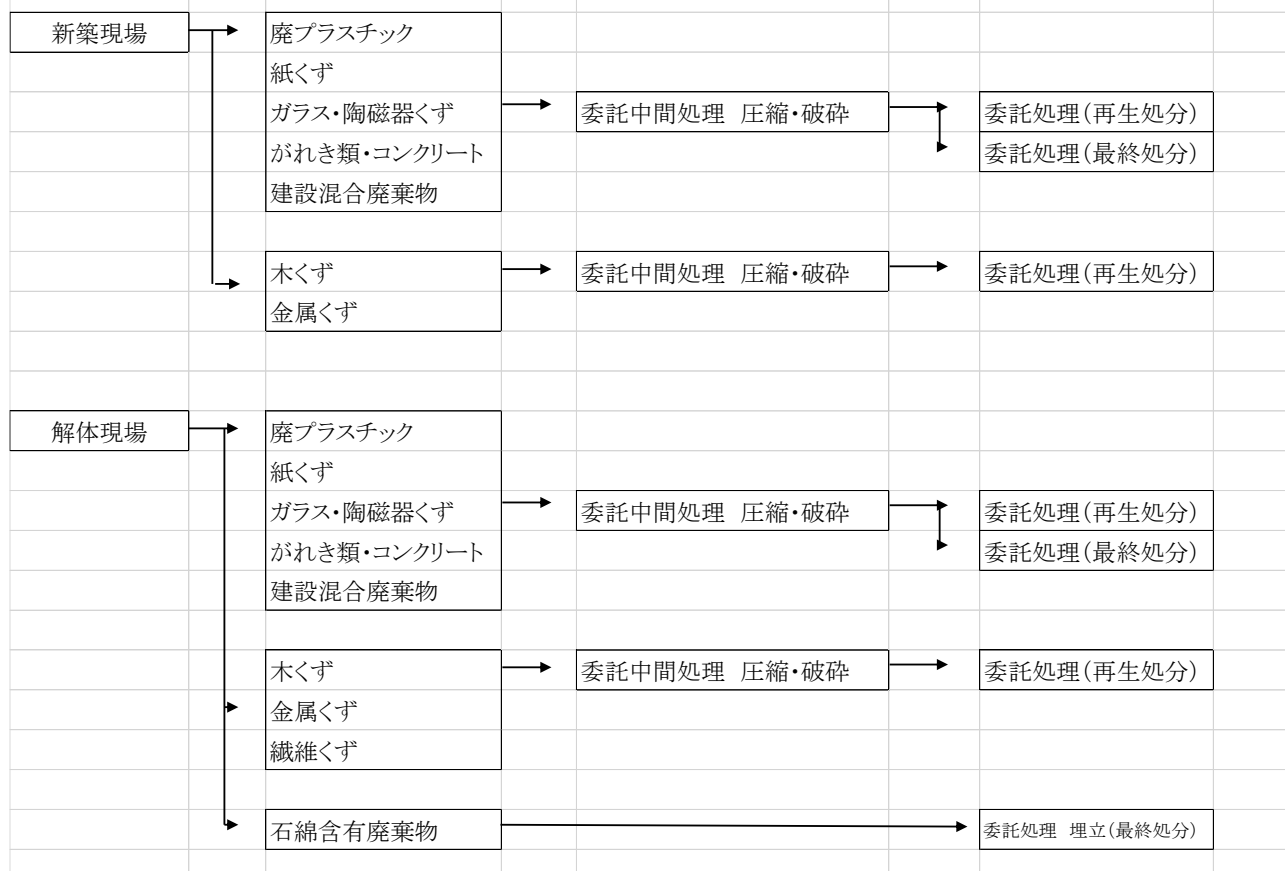 新築現場
廃プラスチック
紙くず
ガラス・陶磁器くず
委託中間処理　圧縮・破砕
委託処理(再生処分)
がれき類・コンクリート
委託処理(最終処分)
建設混合廃棄物
木くず
委託中間処理　圧縮・破砕
委託処理(再生処分)
金属くず
解体現場
廃プラスチック
紙くず
ガラス・陶磁器くず
委託中間処理　圧縮・破砕
委託処理(再生処分)
がれき類・コンクリート
委託処理(最終処分)
建設混合廃棄物
木くず
委託中間処理　圧縮・破砕
委託処理(再生処分)
金属くず
繊維くず
石綿含有廃棄物
委託処理　埋立(最終処分)